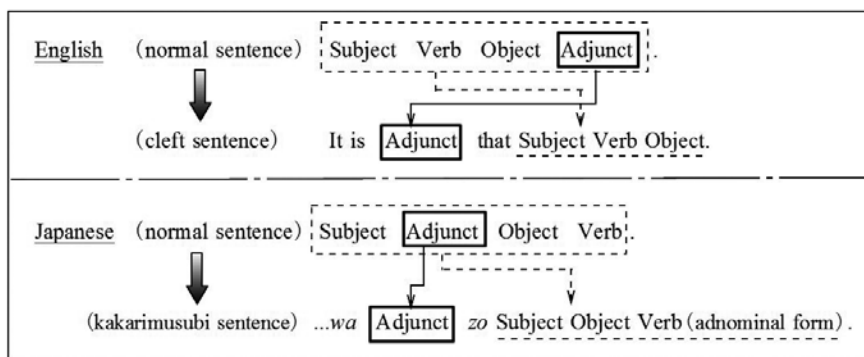 English (normal sentence) Subject Verb Object Adjunct .
(cleft sentence) It is Adjunct that Subject Verb Object.
Japanese (normal sentence) Subject Adjunct Object Verb .
(kakarimusubi sentence) ...wa Adjunct zo Subject Object Verb (adnominal form) .